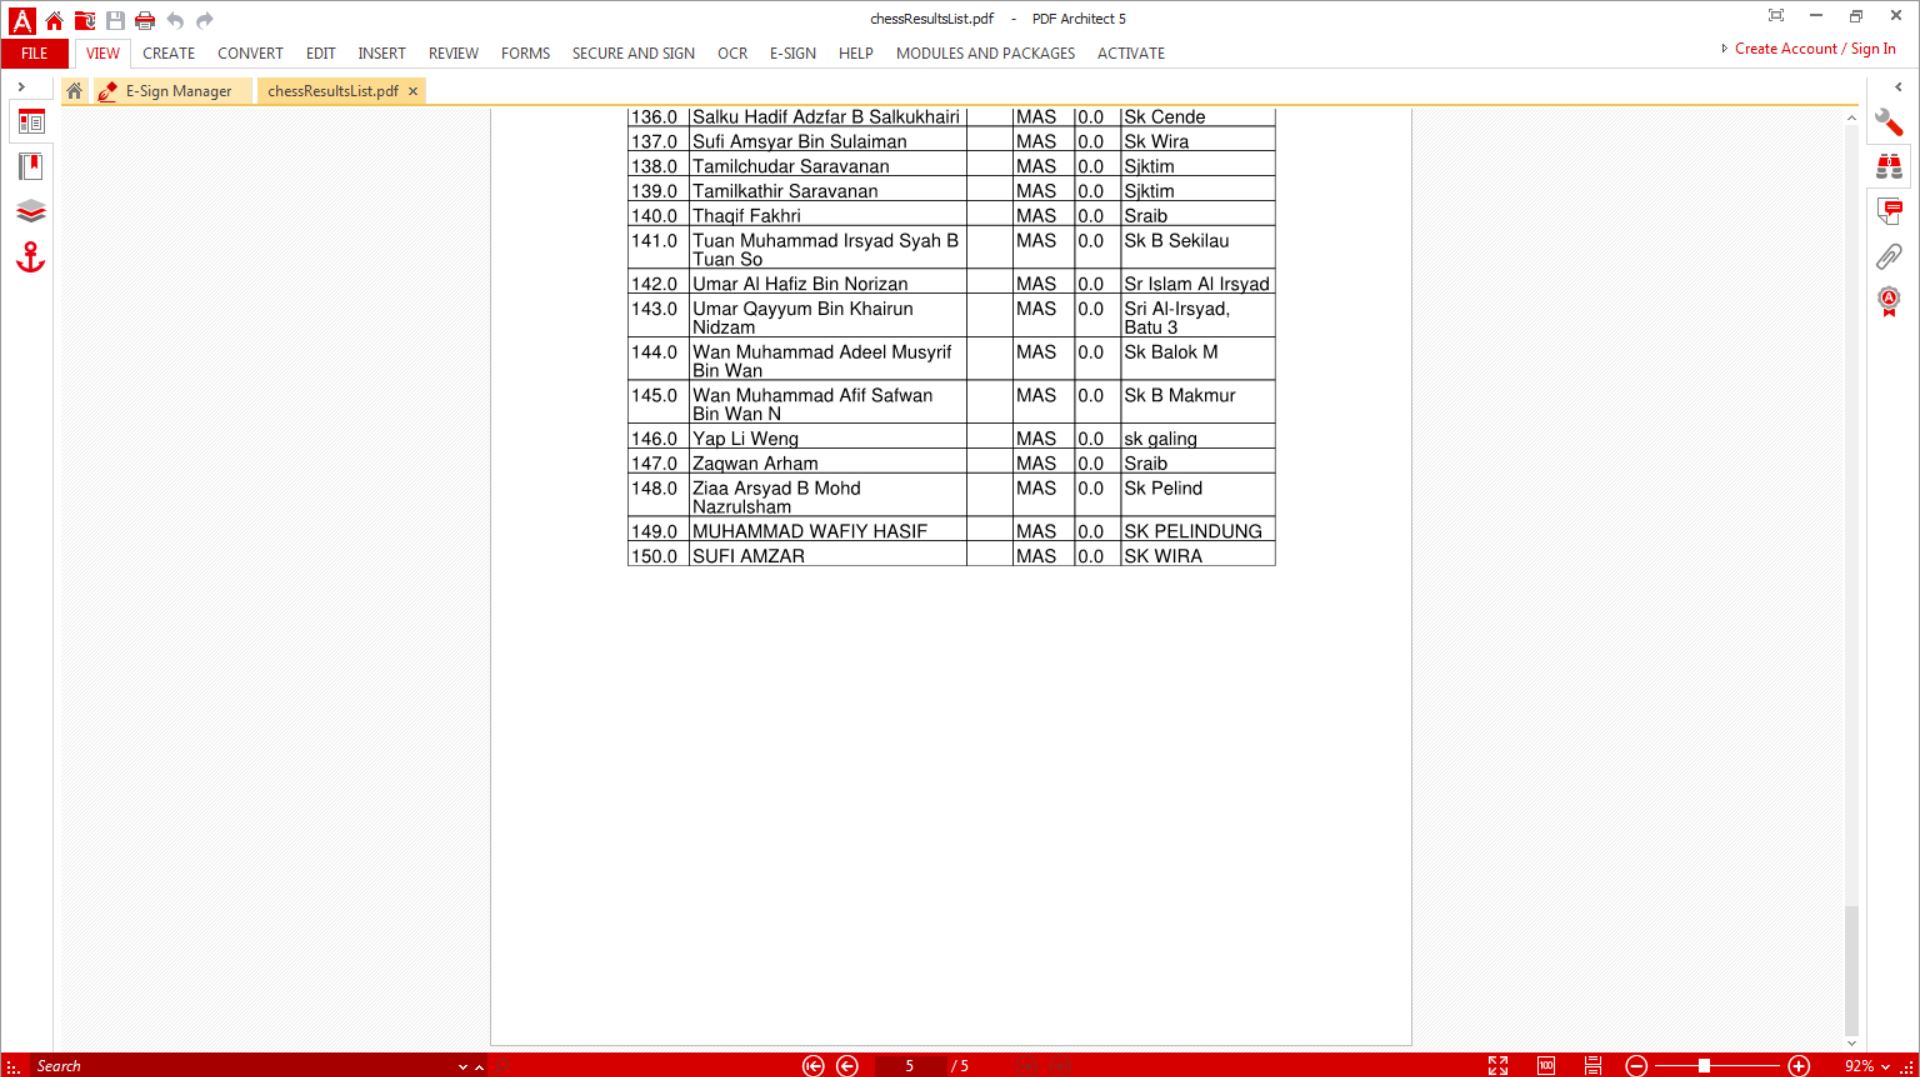 chessResultsList.pdf - PDF Architect 5
FILE VIEW CREATE CONVERT EDIT INSERT REVIEW FORMS SECURE AND SIGN OCR E-SIGN HELP MODULES AND PACKAGES ACTIVATE Create Account / Sign In
E-Sign Manager chessResultsList.pdf
136.0 Salku Hadif Adzfar B Salkukhairi MAS 0.0 Sk Cende
137.0 Sufi Amsyar Bin Sulaiman MAS 0.0 Sk Wira
138.0 Tamilchudar Saravanan MAS 0.0 Sjktim
139.0 Tamilkathir Saravanan MAS 0.0 Sjktim
140.0 Thaqif Fakhri MAS 0.0 Sraib
141.0 Tuan Muhammad Irsyad Syah B MAS 0.0 Sk B Sekilau
Tuan So
142.0 Umar Al Hafiz Bin Norizan MAS 0.0 Sr Islam Al Irsyad
143.0 Umar Qayyum Bin Khairun MAS 0.0 Sri Al-Irsyad,
Nidzam Batu 3
144.0 Wan Muhammad Adeel Musyrif MAS 0.0 Sk Balok M
Bin Wan
145.0 Wan Muhammad Afif Safwan MAS 0.0 Sk B Makmur
Bin Wan N
146.0 Yap Li Weng MAS 0.0 sk galing
147.0 Zaqwan Arham MAS 0.0 Sraib
148.0 Ziaa Arsyad B Mohd MAS 0.0 Sk Pelind
Nazrulsham
149.0 MUHAMMAD WAFIY HASIF MAS 0.0 SK PELINDUNG
150.0 SUFI AMZAR MAS 0.0 SK WIRA
Search 5 / 5 100 92%